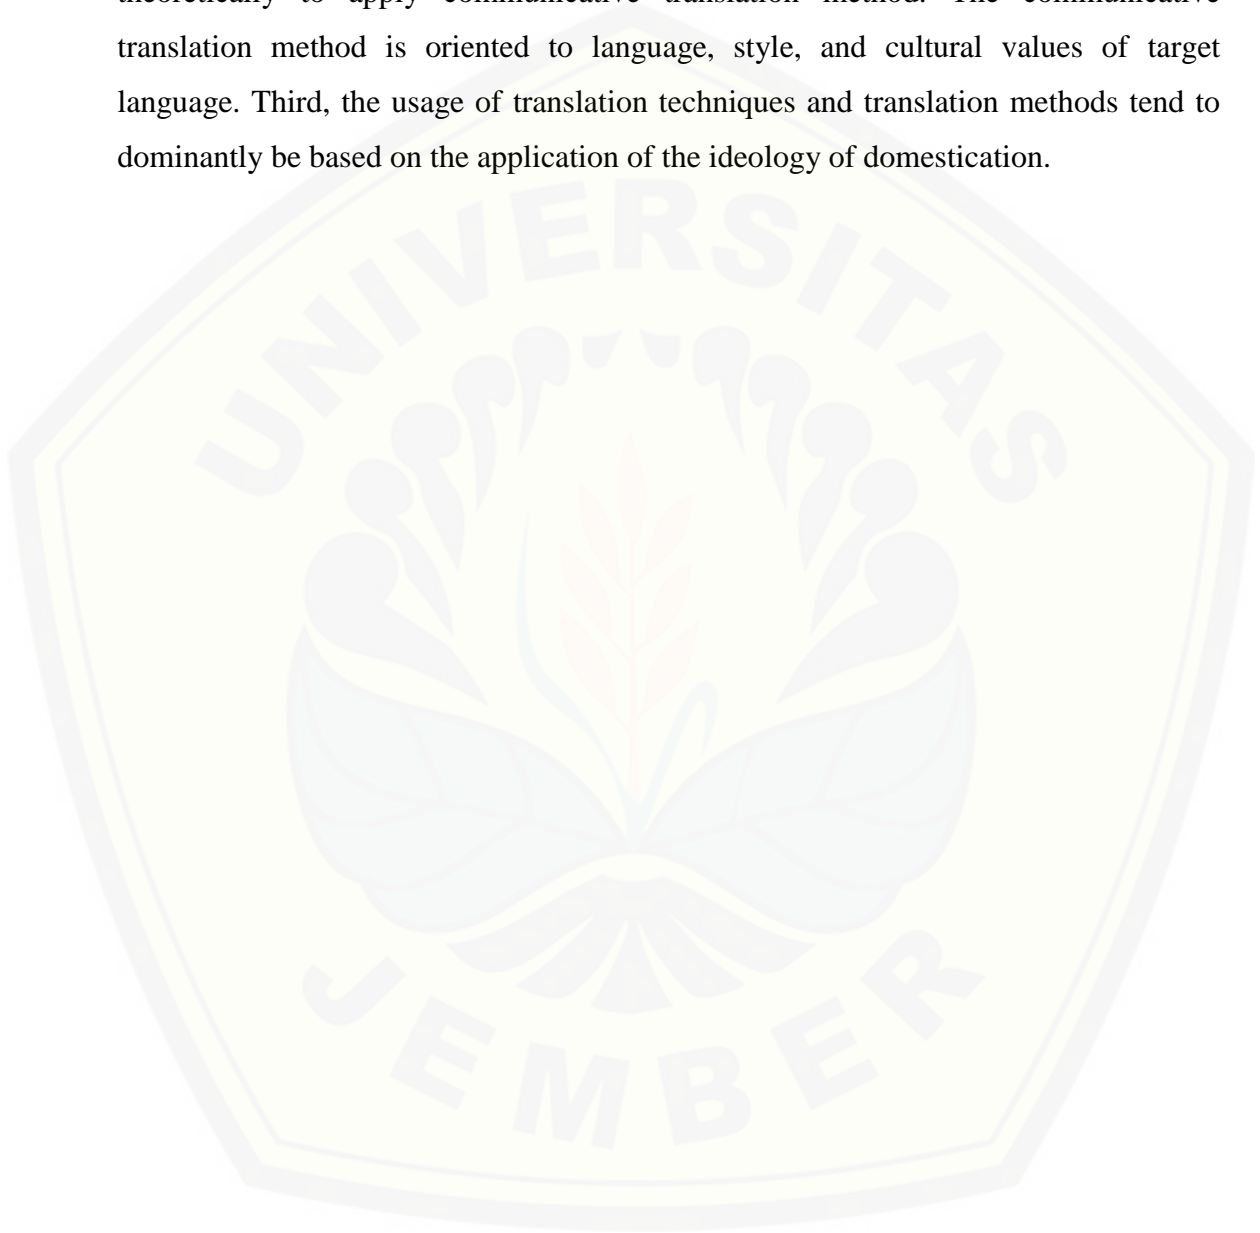 theoretically to apply communicative translation method. The communicative
translation method is oriented to language, style, and cultural values of target
language. Third, the usage of translation techniques and translation methods tend to
dominantly be based on the application of the ideology of domestication.
UNIVERSITAS
JEMBER